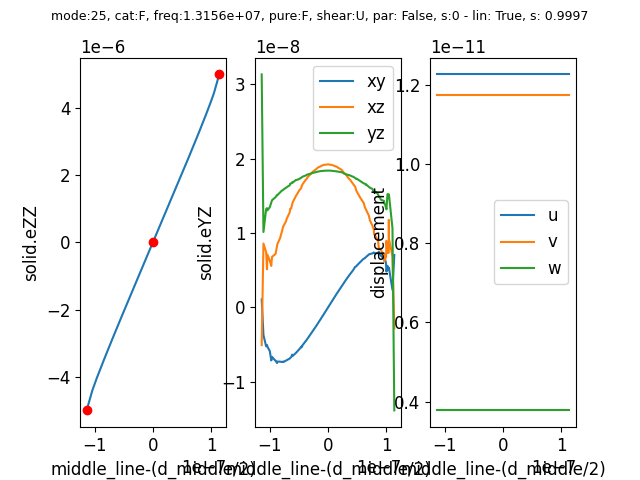 mode:25, cat:F, freq:1.3156e+07, pure:F, shear:U, par: False, s:0 - lin: True, s: 0.9997
1e−6
solid.eZZ
4
2
0
−2
−4
−1
0
1
1e−7
middle_line-(d_middle/2)
1e−8
solid.eYZ
3
2
1
0
−1
xy
xz
yz
−1
0
1
1e−7
middle_line-(d_middle/2)
1e−11
displacement
1.2
1.0
0.8
0.6
0.4
u
v
w
−1
0
1
1e−7
middle_line-(d_middle/2)